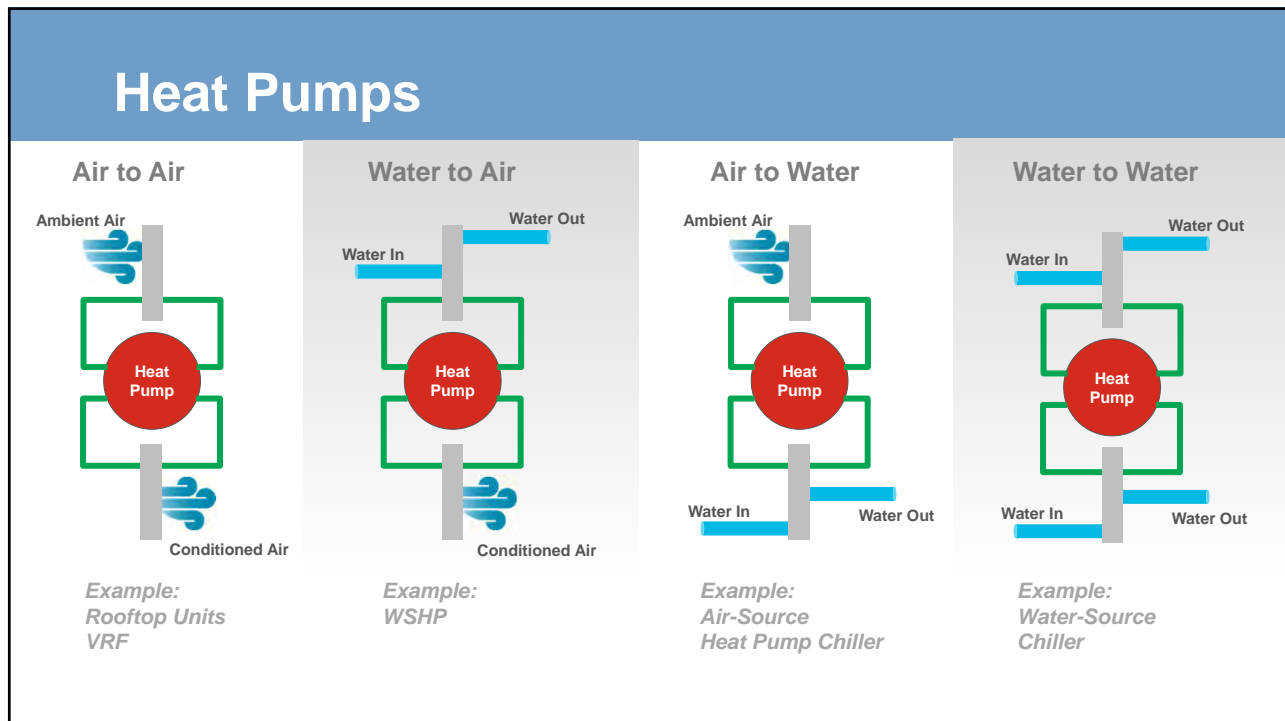 Heat Pumps
Air to Air
Ambient Air
Heat
Pump
Conditioned Air
Example:
Rooftop Units
VRF
Water to Air
Water Out
Water In
Heat
Pump
Conditioned Air
Example:
WSHP
Air to Water
Ambient Air
Heat
Pump
Water In
Water Out
Example:
Air-Source
Heat Pump Chiller
Water to Water
Water Out
Water In
Heat
Pump
Water In
Water Out
Example:
Water-Source
Chiller